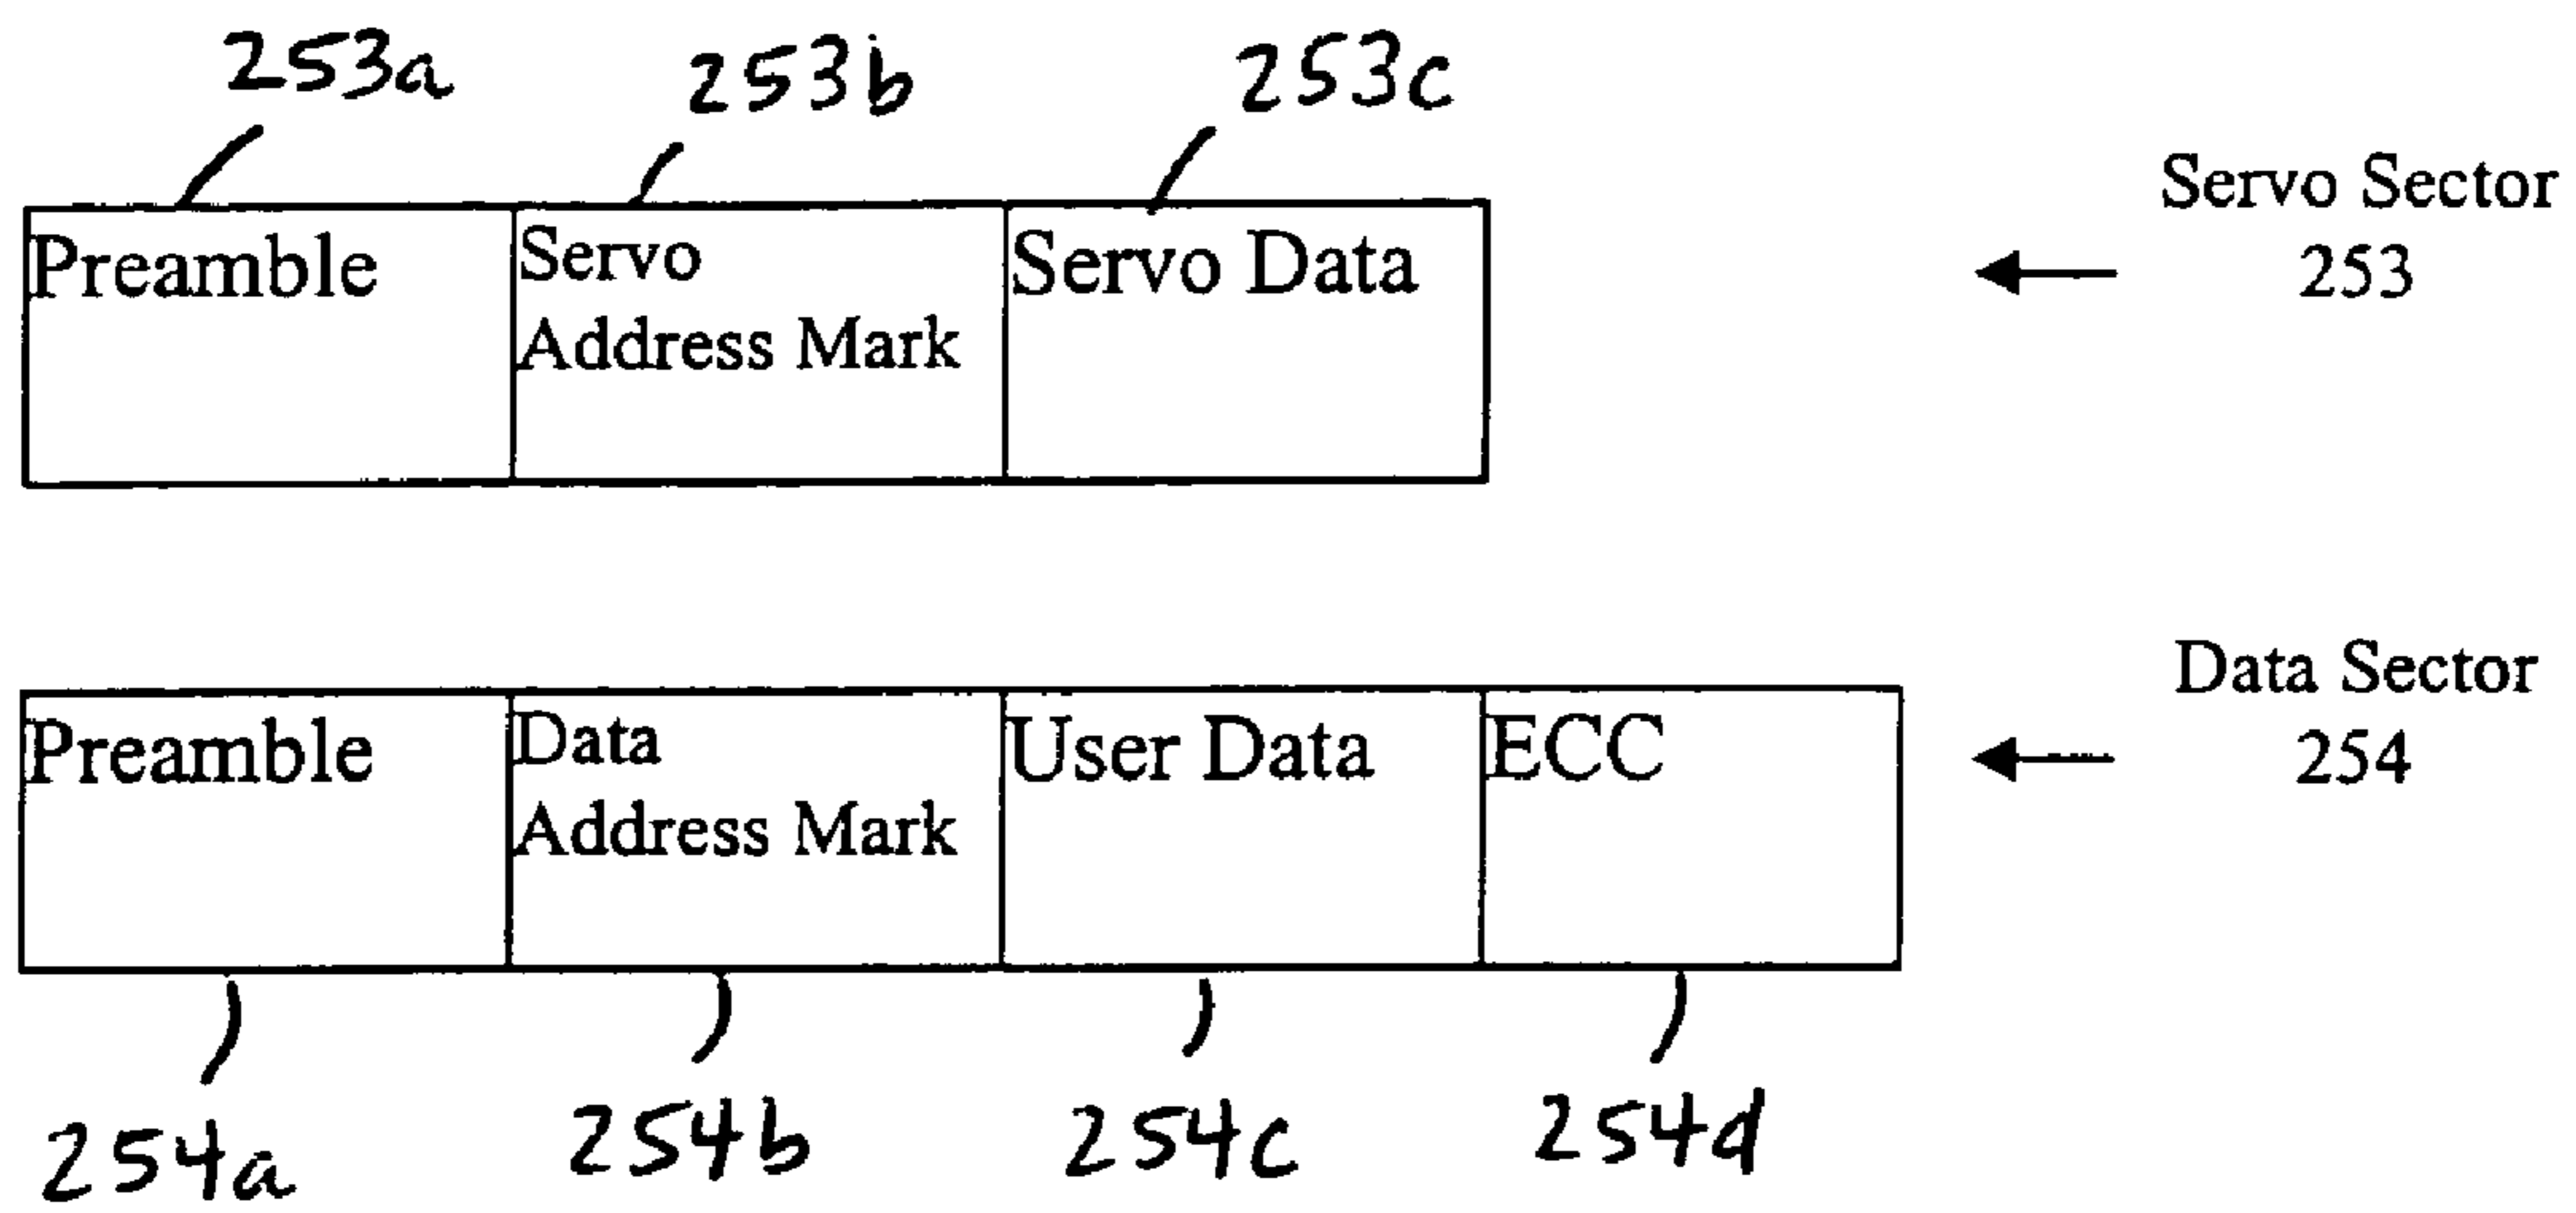 253a
253b
253c
Preamble
Servo
Address Mark
Servo Data
Servo Sector
253
Preamble
Data
Address Mark
User Data
ECC
Data Sector
254
254a
254b
254c
254d